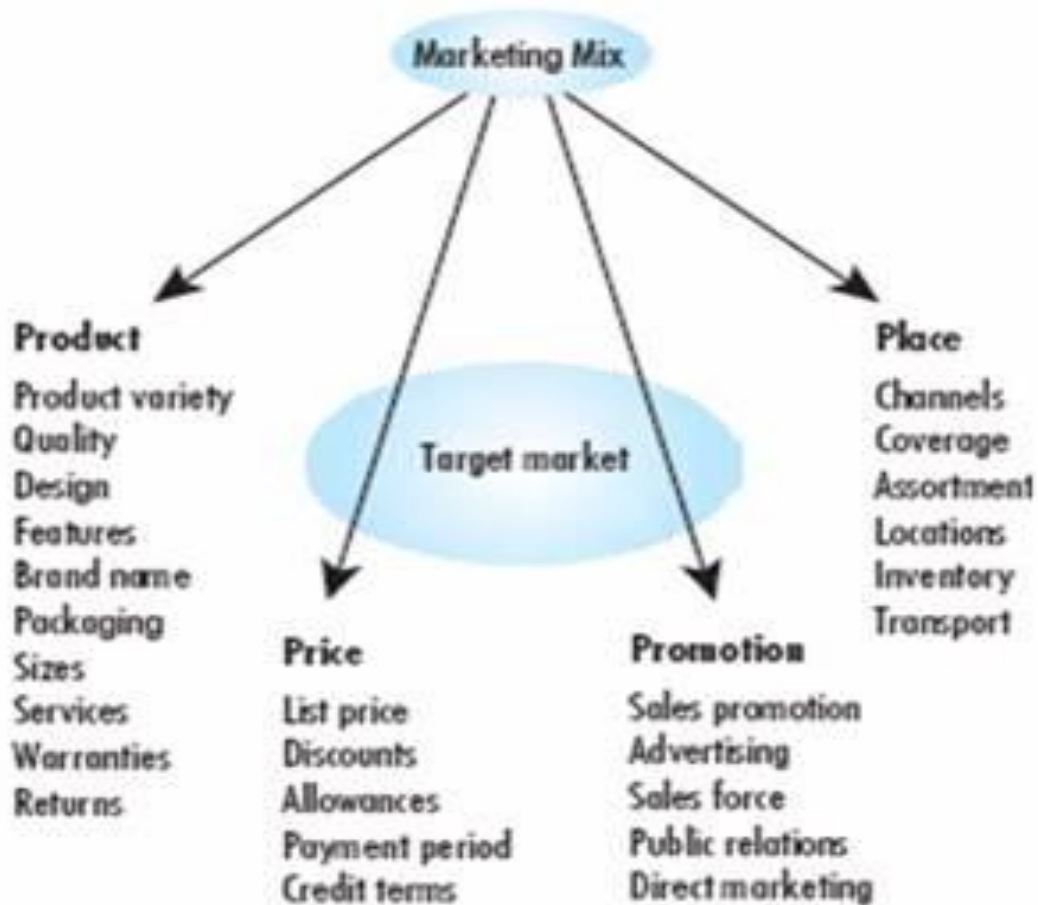 Marketing Mix
Product
Product variety
Quality
Design
Features
Brand name
Packaging
Sizes
Services
Warranties
Returns
Target market
Price
List price
Discounts
Allowances
Payment period
Credit terms
Promotion
Sales promotion
Advertising
Sales force
Public relations
Direct marketing
Place
Channels
Coverage
Assortment
Locations
Inventory
Transport